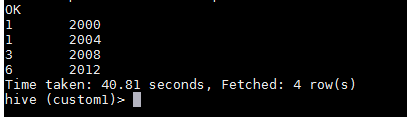 OK
1 2000
1 2004
3 2008
6 2012
Time taken: 40.81 seconds, Fetched: 4 row(s)
hive (custom1)>